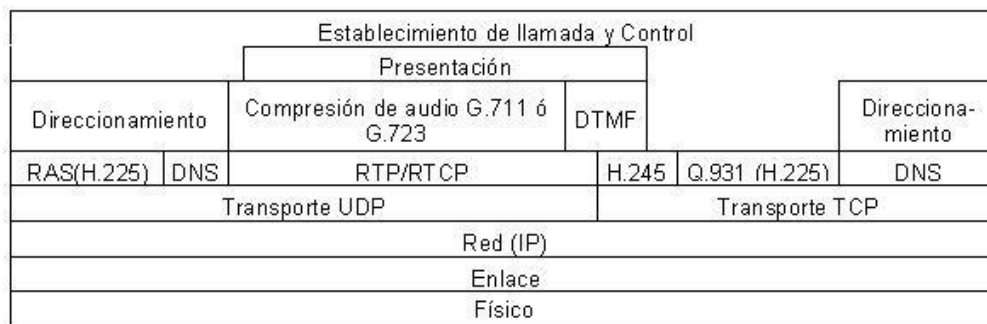 Establecimiento de llamada y Control
Presentación
Direccionamiento
Compresión de audio G.711 ó
G.723
DTMF
Direcciona-
miento
RAS(H.225)
DNS
RTP/RTCP
H.245
Q.931 (H.225)
DNS
Transporte UDP
Transporte TCP
Red (IP)
Enlace
Físico